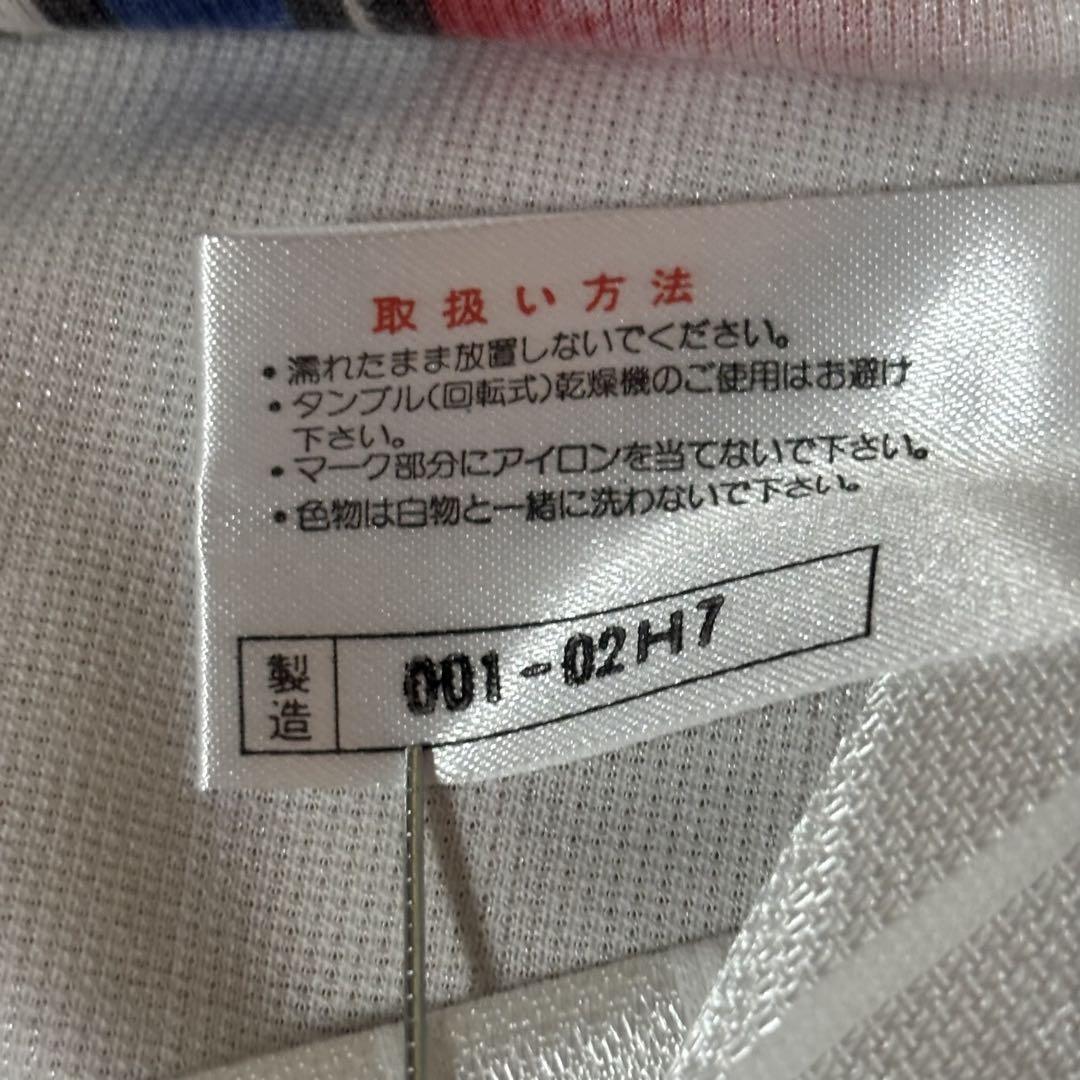 取扱い方法
・濡れたまま放置しないでください。
・タンブル(回転式)乾燥機のご使用はお避け
下さい。
・マーク部分にアイロンを当てないで下さい。
・色物は白物と一緒に洗わないで下さい。
製造 001-02H7